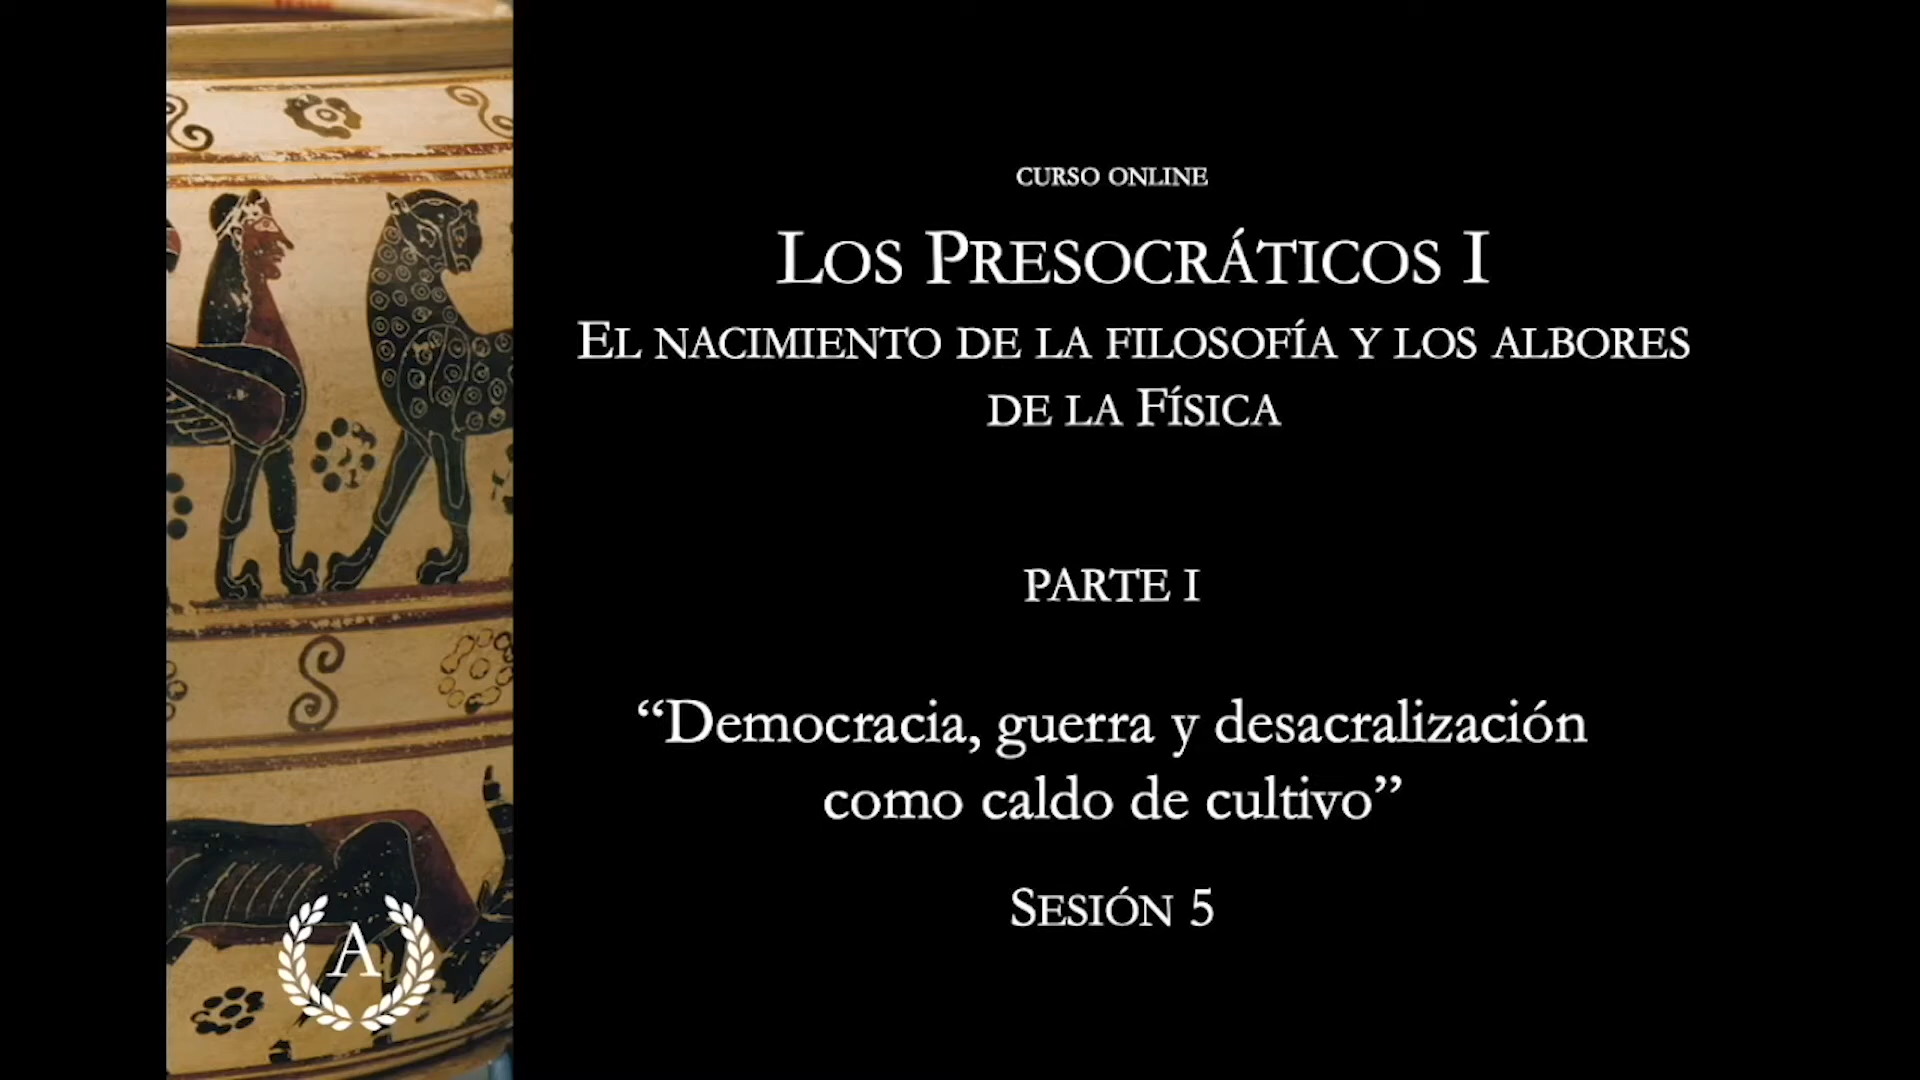 CURSO ONLINE
LOS PRESOCRÁTICOS I
EL NACIMIENTO DE LA FILOSOFÍA Y LOS ALBORES
DE LA FÍSICA
PARTE I
“Democracia, guerra y desacralización
como caldo de cultivo”
SESIÓN 5
A